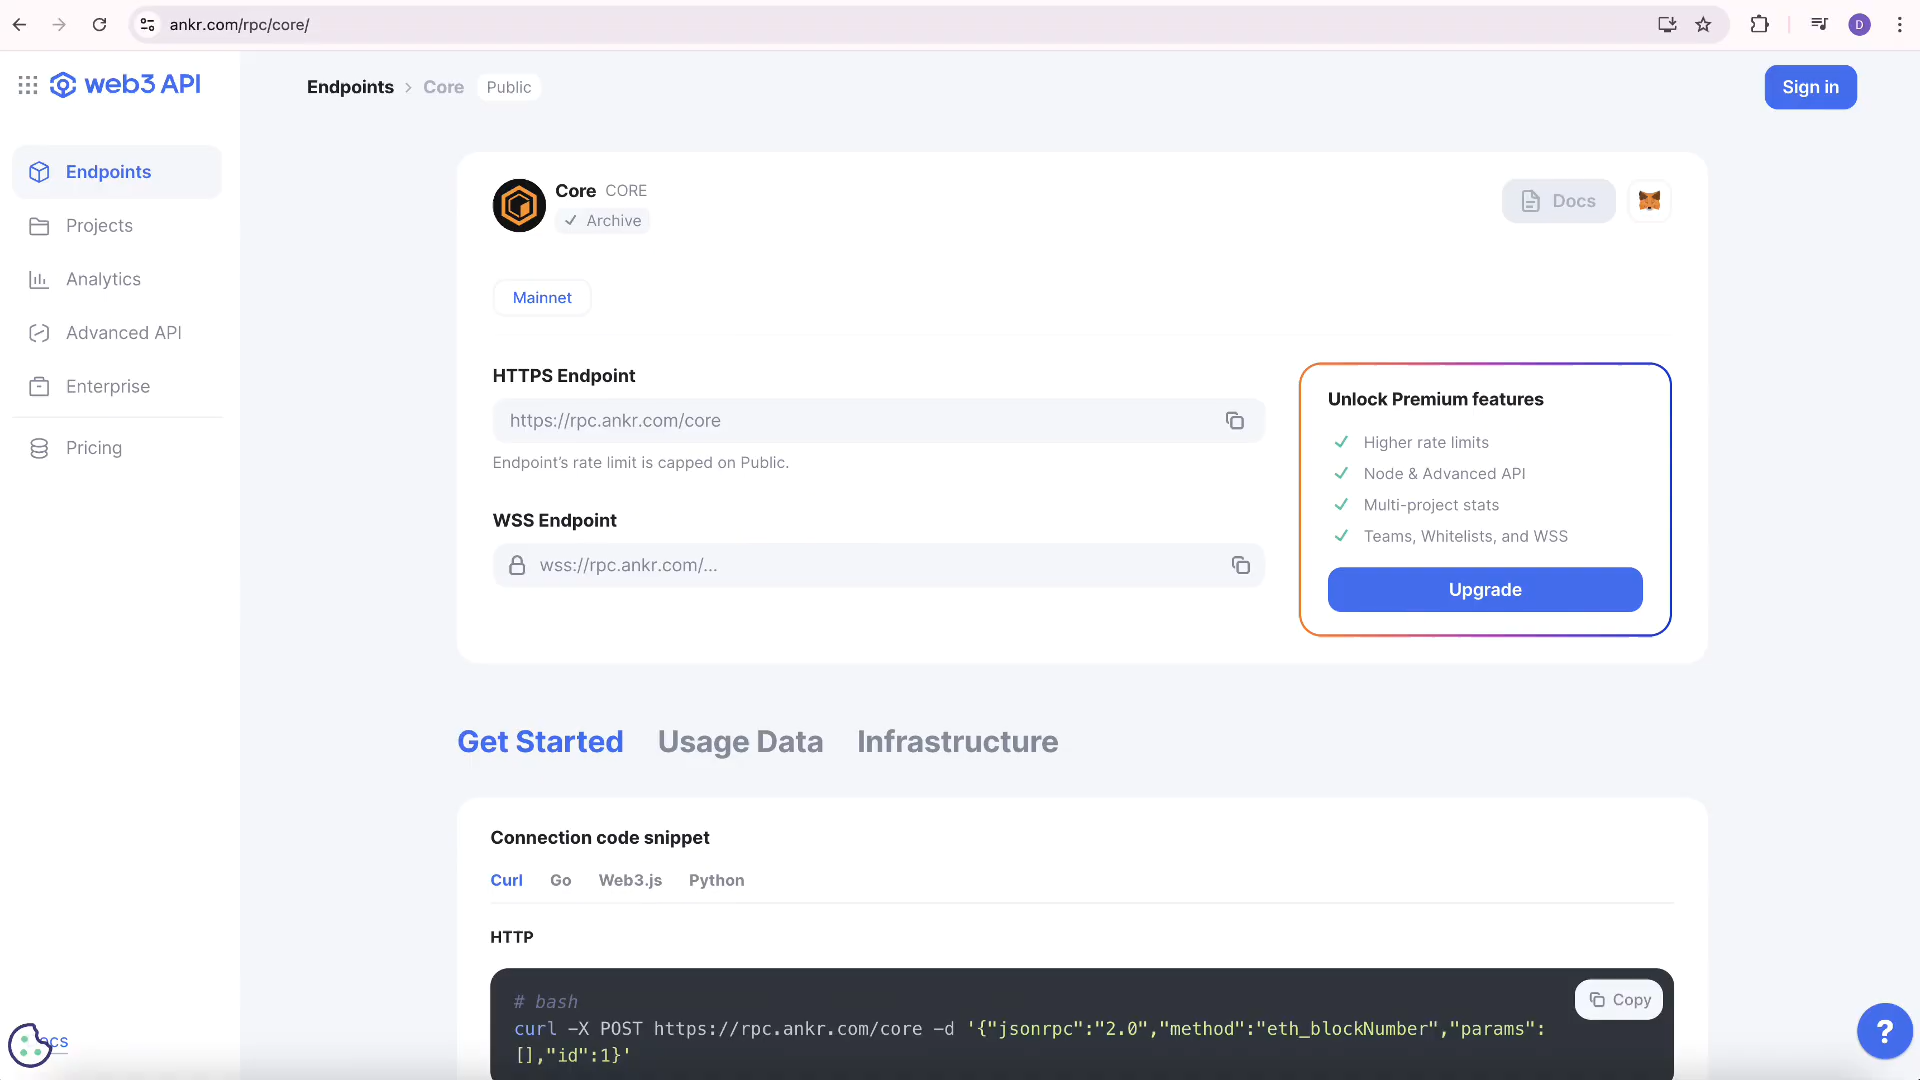 ankr.com/rpc/core/
D
web3 API
Endpoints
Projects
Analytics
Advanced API
Enterprise
Pricing
Endpoints > Core Public
Sign in
Core CORE
Archive
Docs
Mainnet
HTTPS Endpoint
https://rpc.ankr.com/core
Endpoint’s rate limit is capped on Public.
WSS Endpoint
wss://rpc.ankr.com/...
Unlock Premium features
Higher rate limits
Node & Advanced API
Multi-project stats
Teams, Whitelists, and WSS
Upgrade
Get Started Usage Data Infrastructure
Connection code snippet
Curl Go Web3.js Python
HTTP
# bash
Copy
curl -X POST https://rpc.ankr.com/core -d '{"jsonrpc":"2.0","method":"eth_blockNumber","params":
[],"id":1}'
?